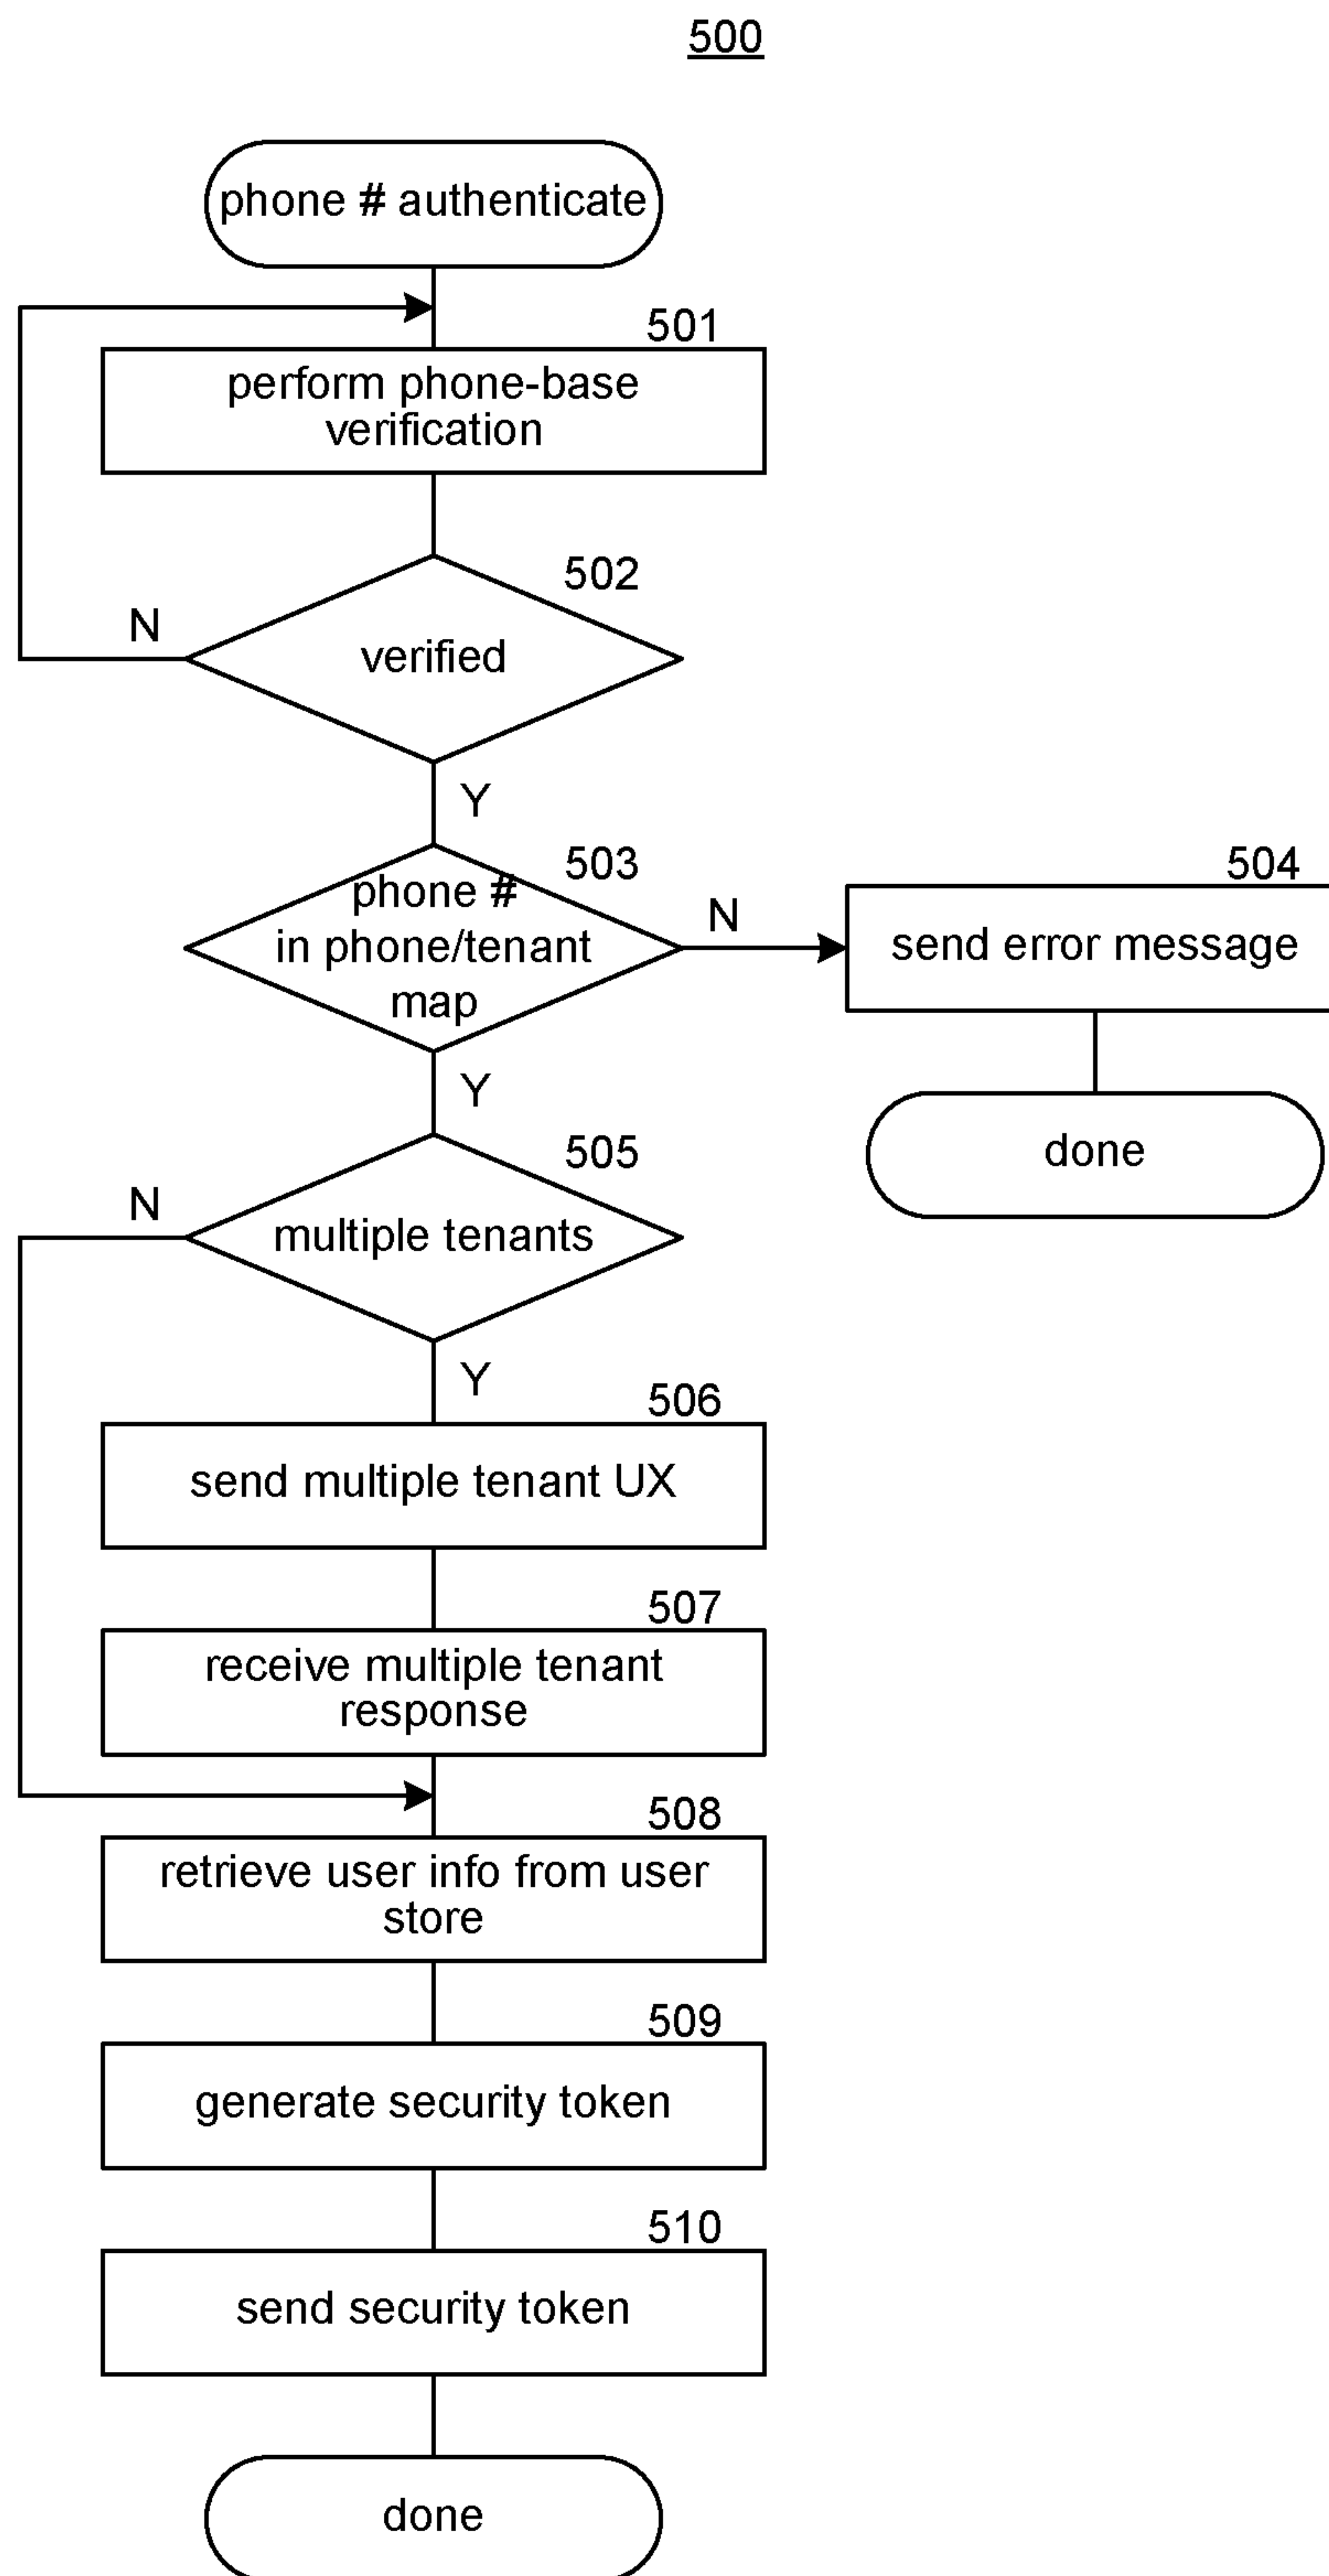 500
phone # authenticate
501
perform phone-base
verification
502
N
verified
Y
503
phone #
in phone/tenant
map
N
504
send error message
done
Y
505
N
multiple tenants
Y
506
send multiple tenant UX
507
receive multiple tenant
response
508
retrieve user info from user
store
509
generate security token
510
send security token
done